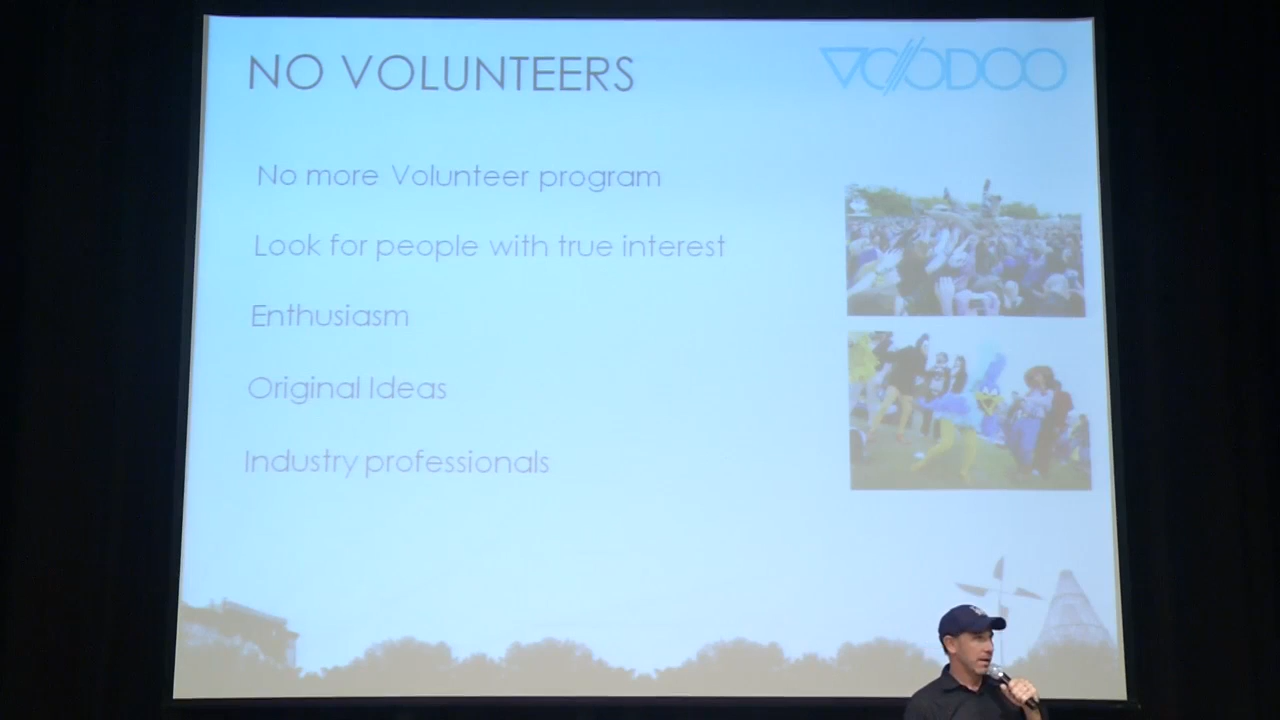 NO VOLUNTEERS
VOODOO
No more Volunteer program
Look for people with true interest
Enthusiasm
Original Ideas
Industry professionals